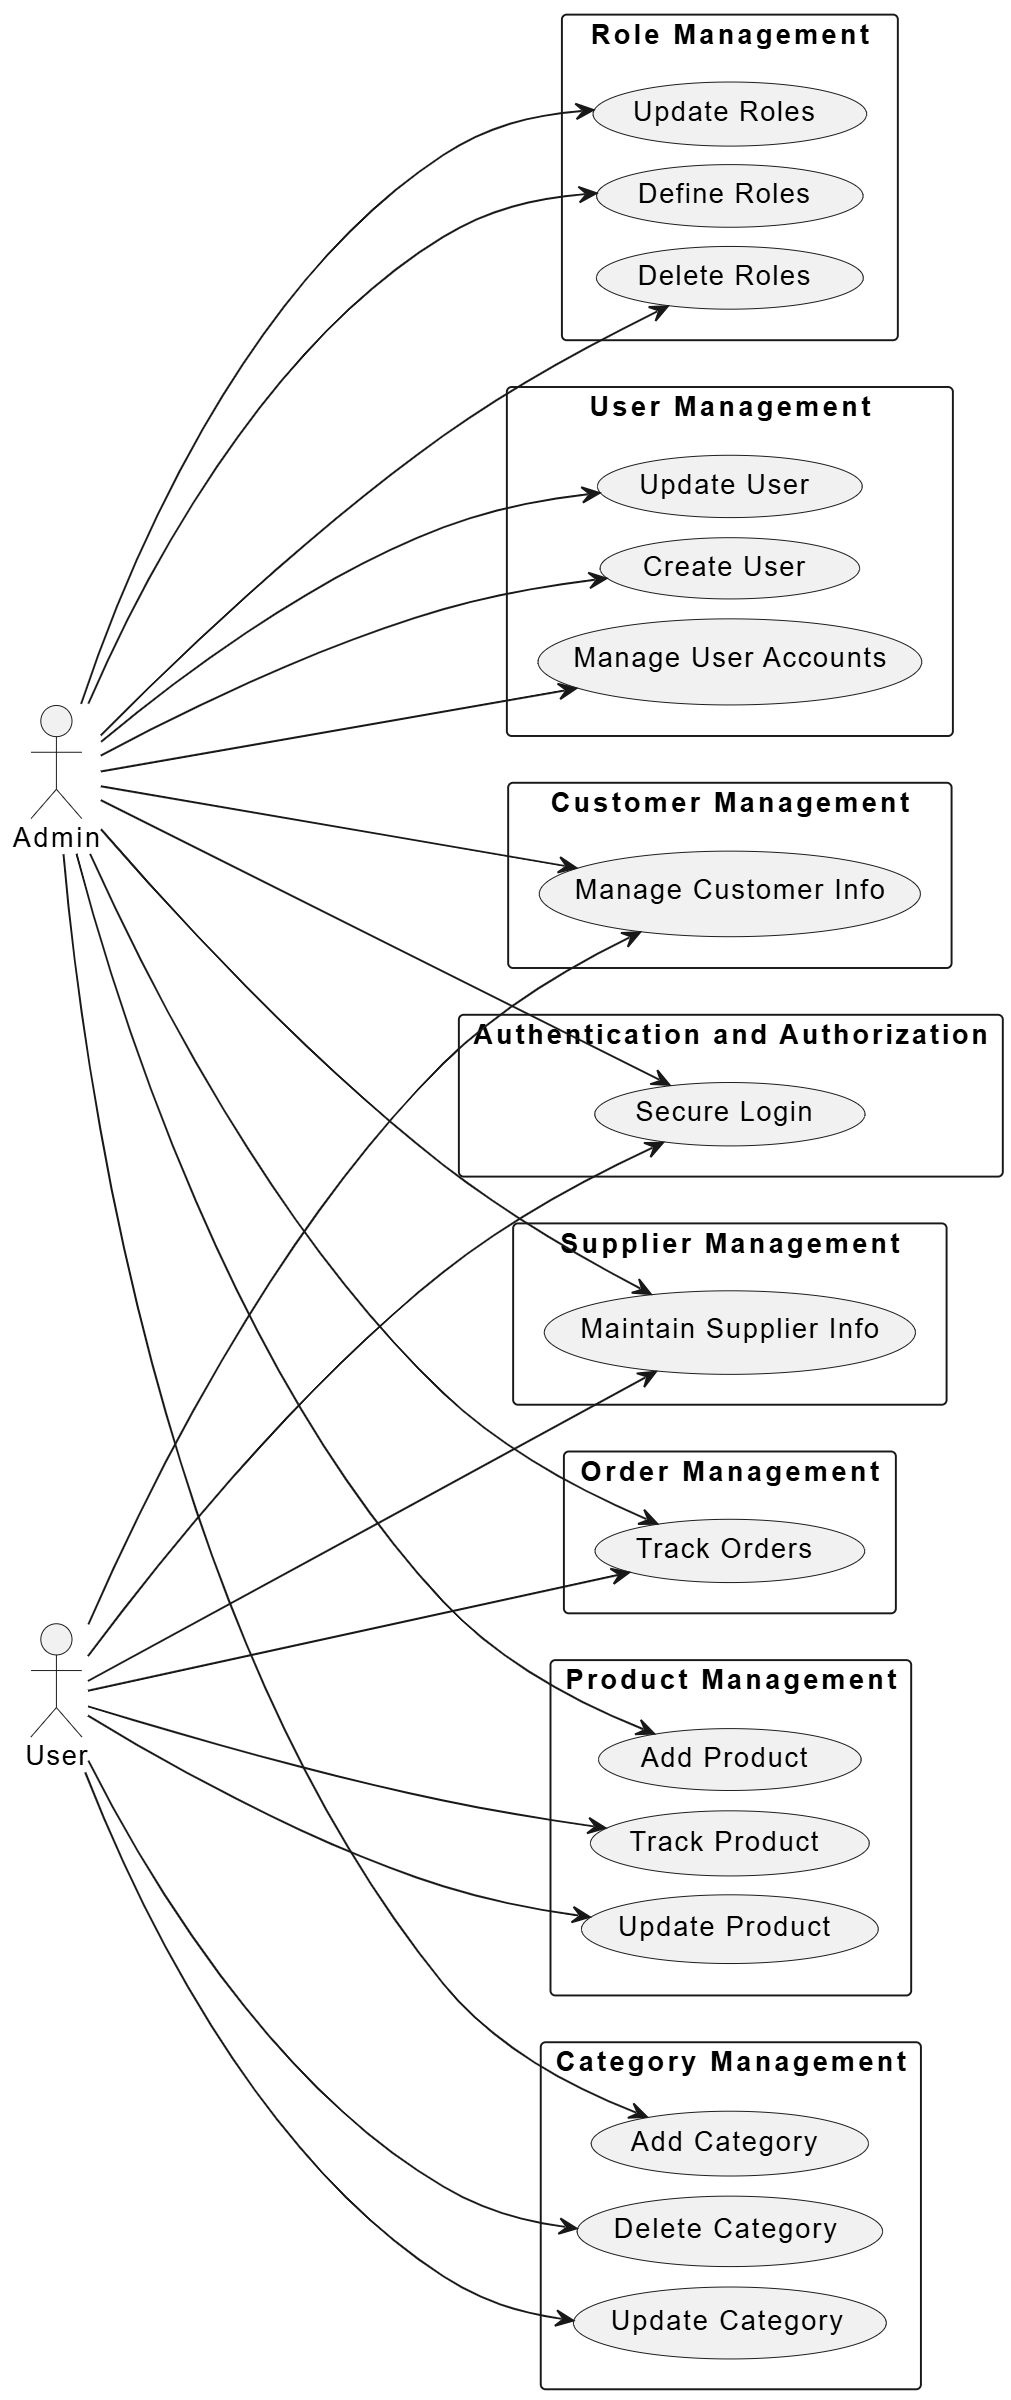 Role Management
Update Roles
Define Roles
Delete Roles
User Management
Update User
Create User
Manage User Accounts
Customer Management
Admin
Manage Customer Info
Authentication and Authorization
Secure Login
Supplier Management
Maintain Supplier Info
Order Management
Track Orders
Product Management
User
Add Product
Track Product
Update Product
Category Management
Add Category
Delete Category
Update Category